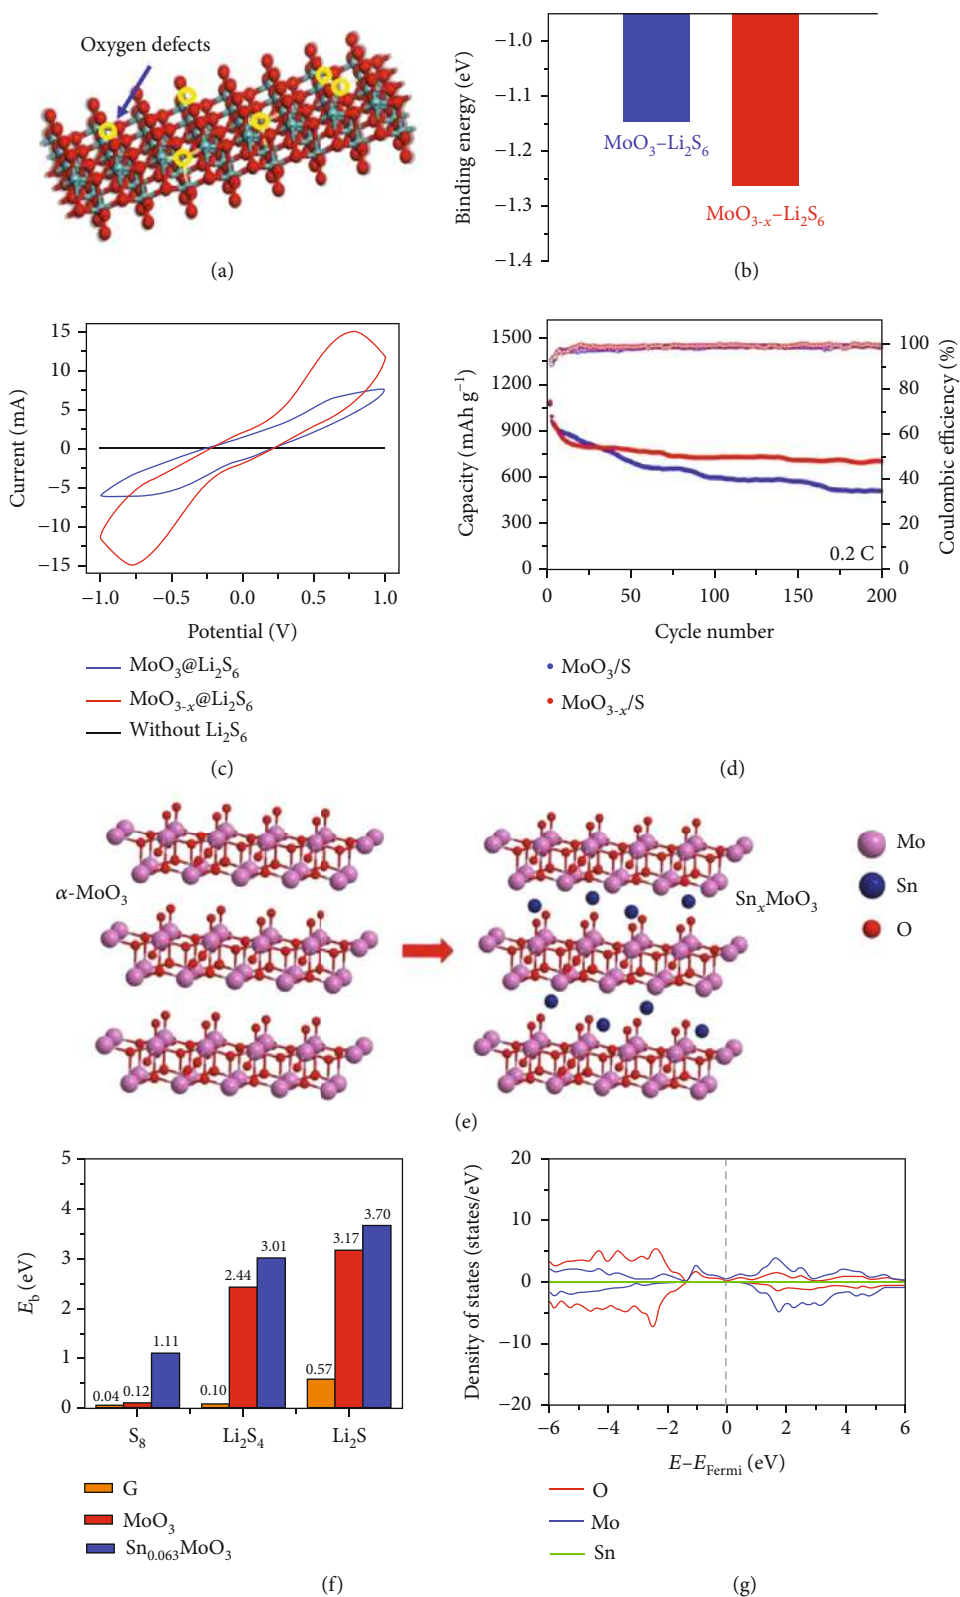 Oxygen defects
(a)
Binding energy (eV)
−1.0
−1.1
−1.2
−1.3
−1.4
MoO₃–Li₂S₆
MoO₃₋ₓ–Li₂S₆
(b)
Current (mA)
15
10
5
0
−5
−10
−15
−1.0 −0.5 0.0 0.5 1.0
Potential (V)
MoO₃@Li₂S₆
MoO₃₋ₓ@Li₂S₆
Without Li₂S₆
(c)
Capacity (mAh g⁻¹)
1500
1200
900
600
300
0
Coulombic efficiency (%)
100
80
60
40
20
0
0.2 C
0 50 100 150 200
Cycle number
MoO₃/S
MoO₃₋ₓ/S
(d)
α-MoO₃
SnₓMoO₃
Mo
Sn
O
(e)
E_b (eV)
5
4
3
2
1
0
0.04 0.12 1.11
0.10 2.44 3.01
0.57 3.17 3.70
S₈ Li₂S₄ Li₂S
G
MoO₃
Sn₀.₀₆₃MoO₃
(f)
Density of states (states/eV)
20
10
0
−10
−20
−6 −4 −2 0 2 4 6
E–E_Fermi (eV)
O
Mo
Sn
(g)